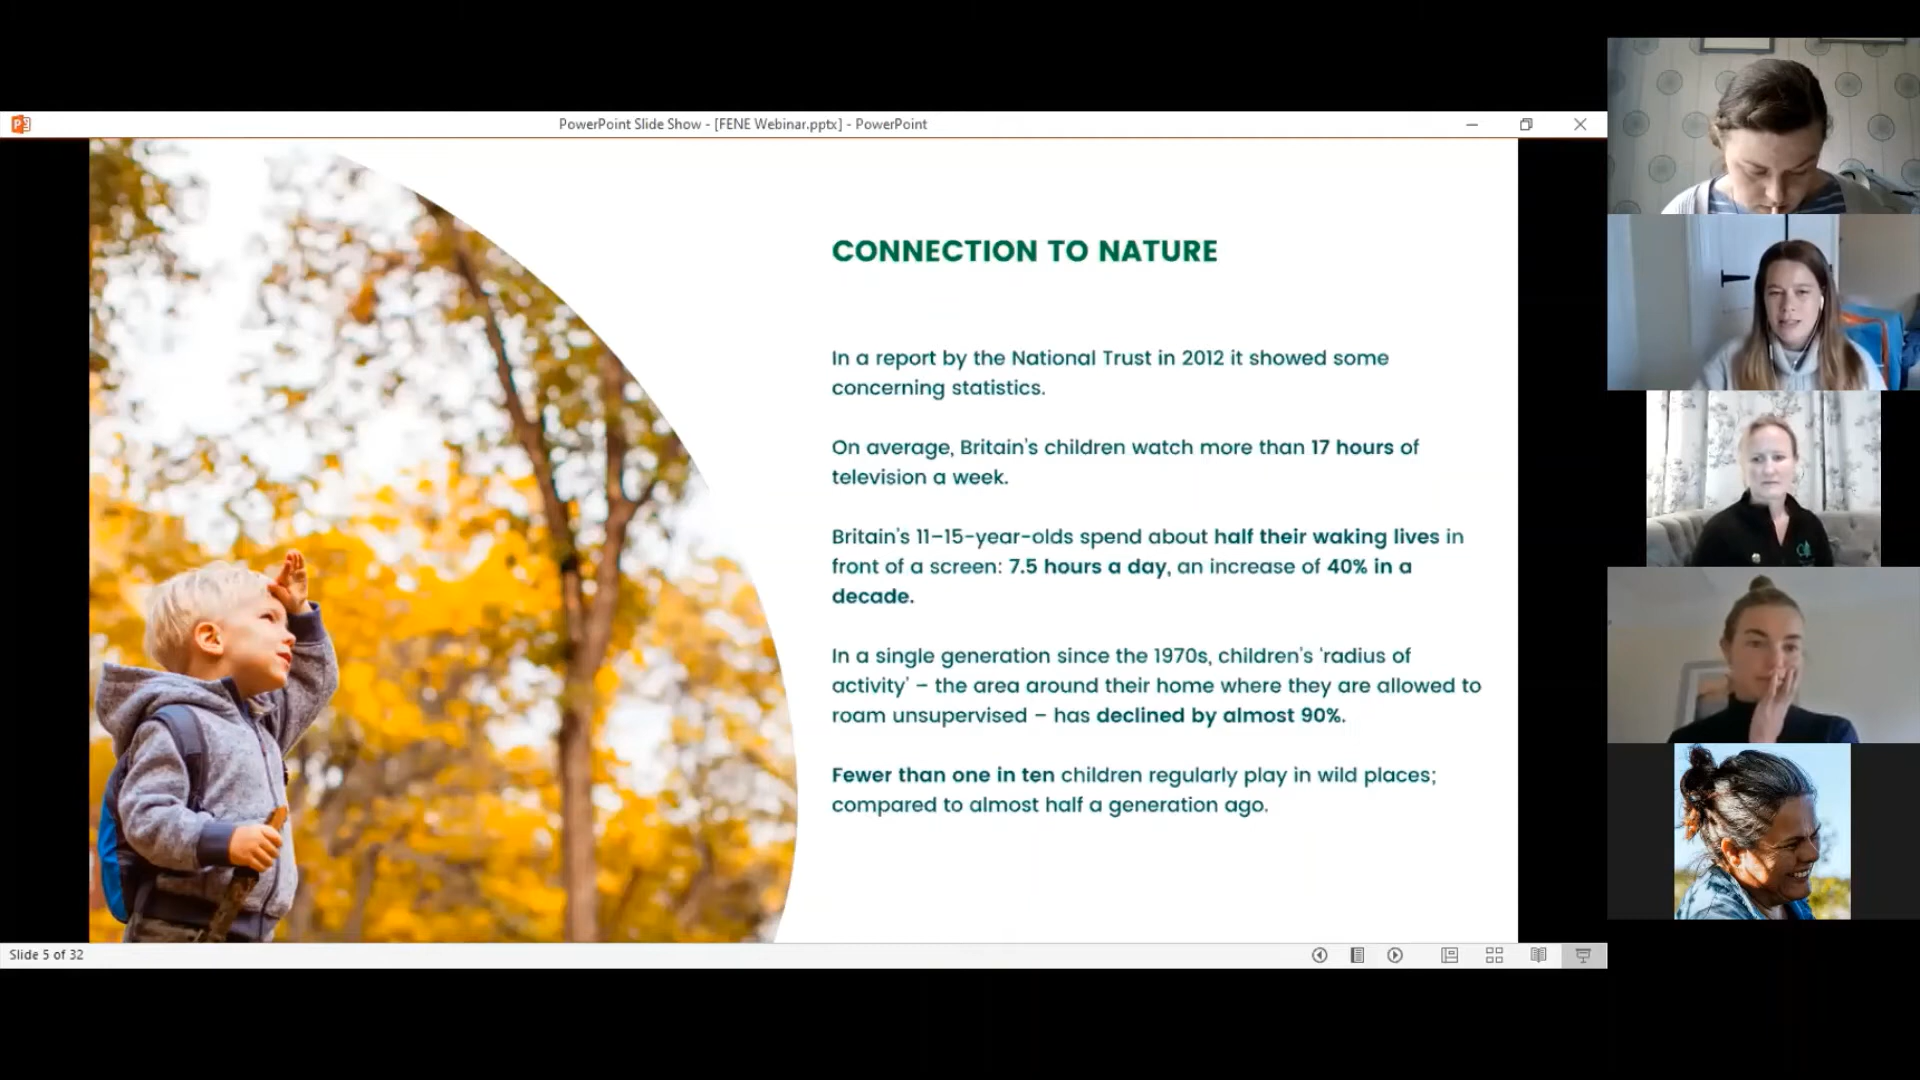 PowerPoint Slide Show - [FENE Webinar.pptx] - PowerPoint
CONNECTION TO NATURE
In a report by the National Trust in 2012 it showed some
concerning statistics.
On average, Britain's children watch more than 17 hours of
television a week.
Britain's 11–15-year-olds spend about half their waking lives in
front of a screen: 7.5 hours a day, an increase of 40% in a
decade.
In a single generation since the 1970s, children's 'radius of
activity' – the area around their home where they are allowed to
roam unsupervised – has declined by almost 90%.
Fewer than one in ten children regularly play in wild places;
compared to almost half a generation ago.
Slide 5 of 32